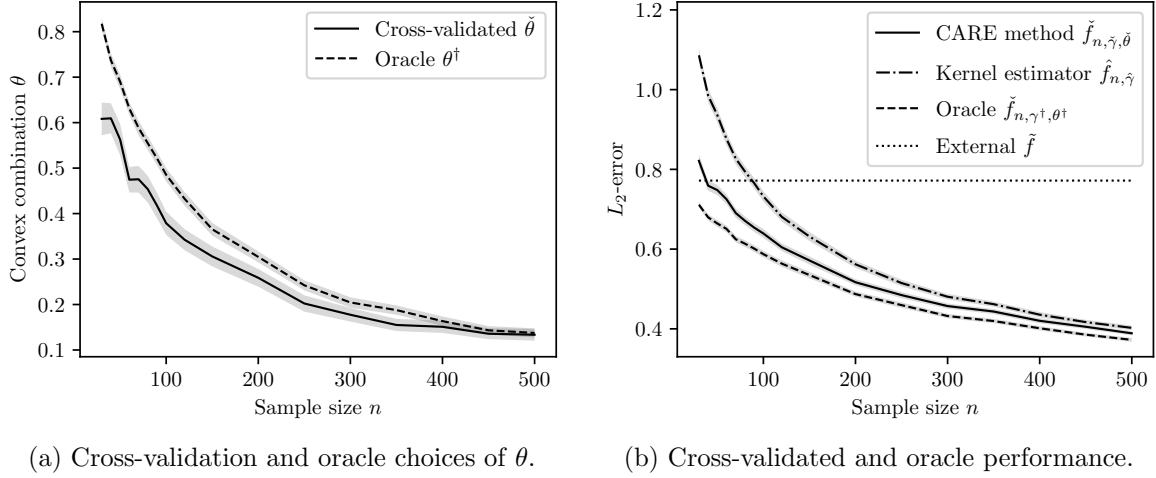 0.8
0.7
0.6
0.5
0.4
0.3
0.2
0.1
Convex combination θ
Cross-validated θ̌
Oracle θ†
100 200 300 400 500
Sample size n
(a) Cross-validation and oracle choices of θ.
1.2
1.0
0.8
0.6
0.4
L₂-error
CARE method f̌ₙ,γ̌,θ̌
Kernel estimator f̂ₙ,γ̂
Oracle f̌ₙ,γ†,θ†
External f̃
100 200 300 400 500
Sample size n
(b) Cross-validated and oracle performance.